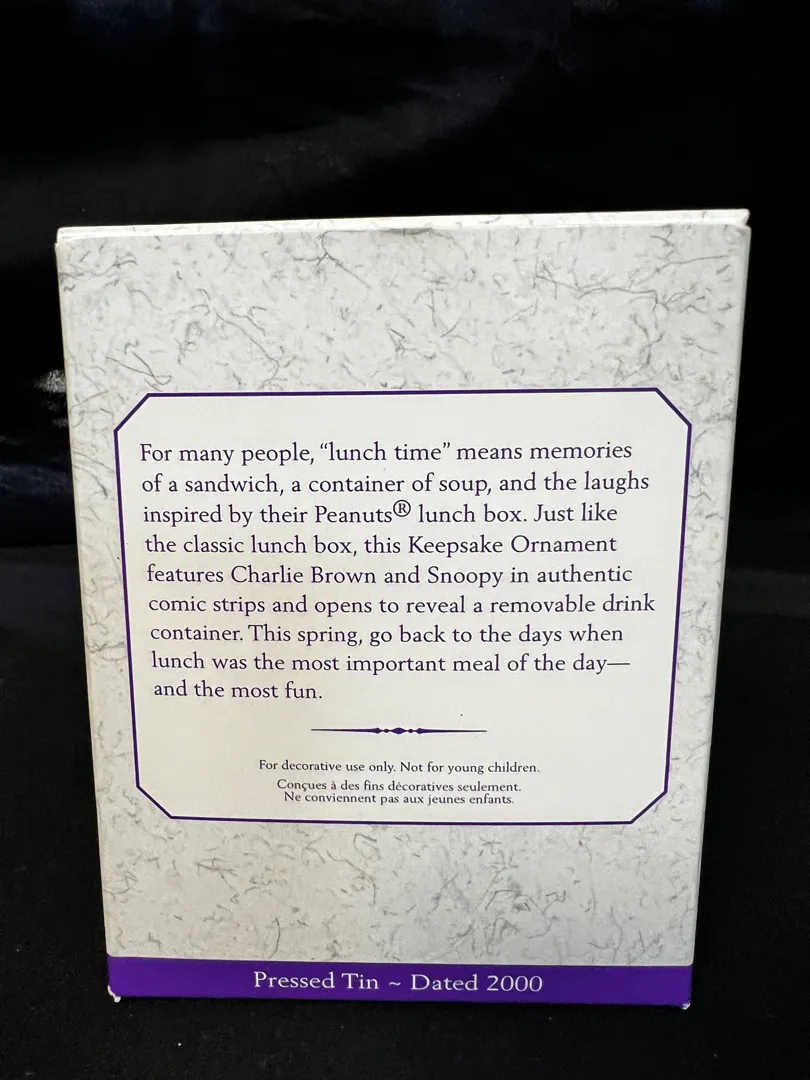 For many people, “lunch time” means memories
of a sandwich, a container of soup, and the laughs
inspired by their Peanuts® lunch box. Just like
the classic lunch box, this Keepsake Ornament
features Charlie Brown and Snoopy in authentic
comic strips and opens to reveal a removable drink
container. This spring, go back to the days when
lunch was the most important meal of the day—
and the most fun.
For decorative use only. Not for young children.
Conçues à des fins décoratives seulement.
Ne conviennent pas aux jeunes enfants.
Pressed Tin ~ Dated 2000